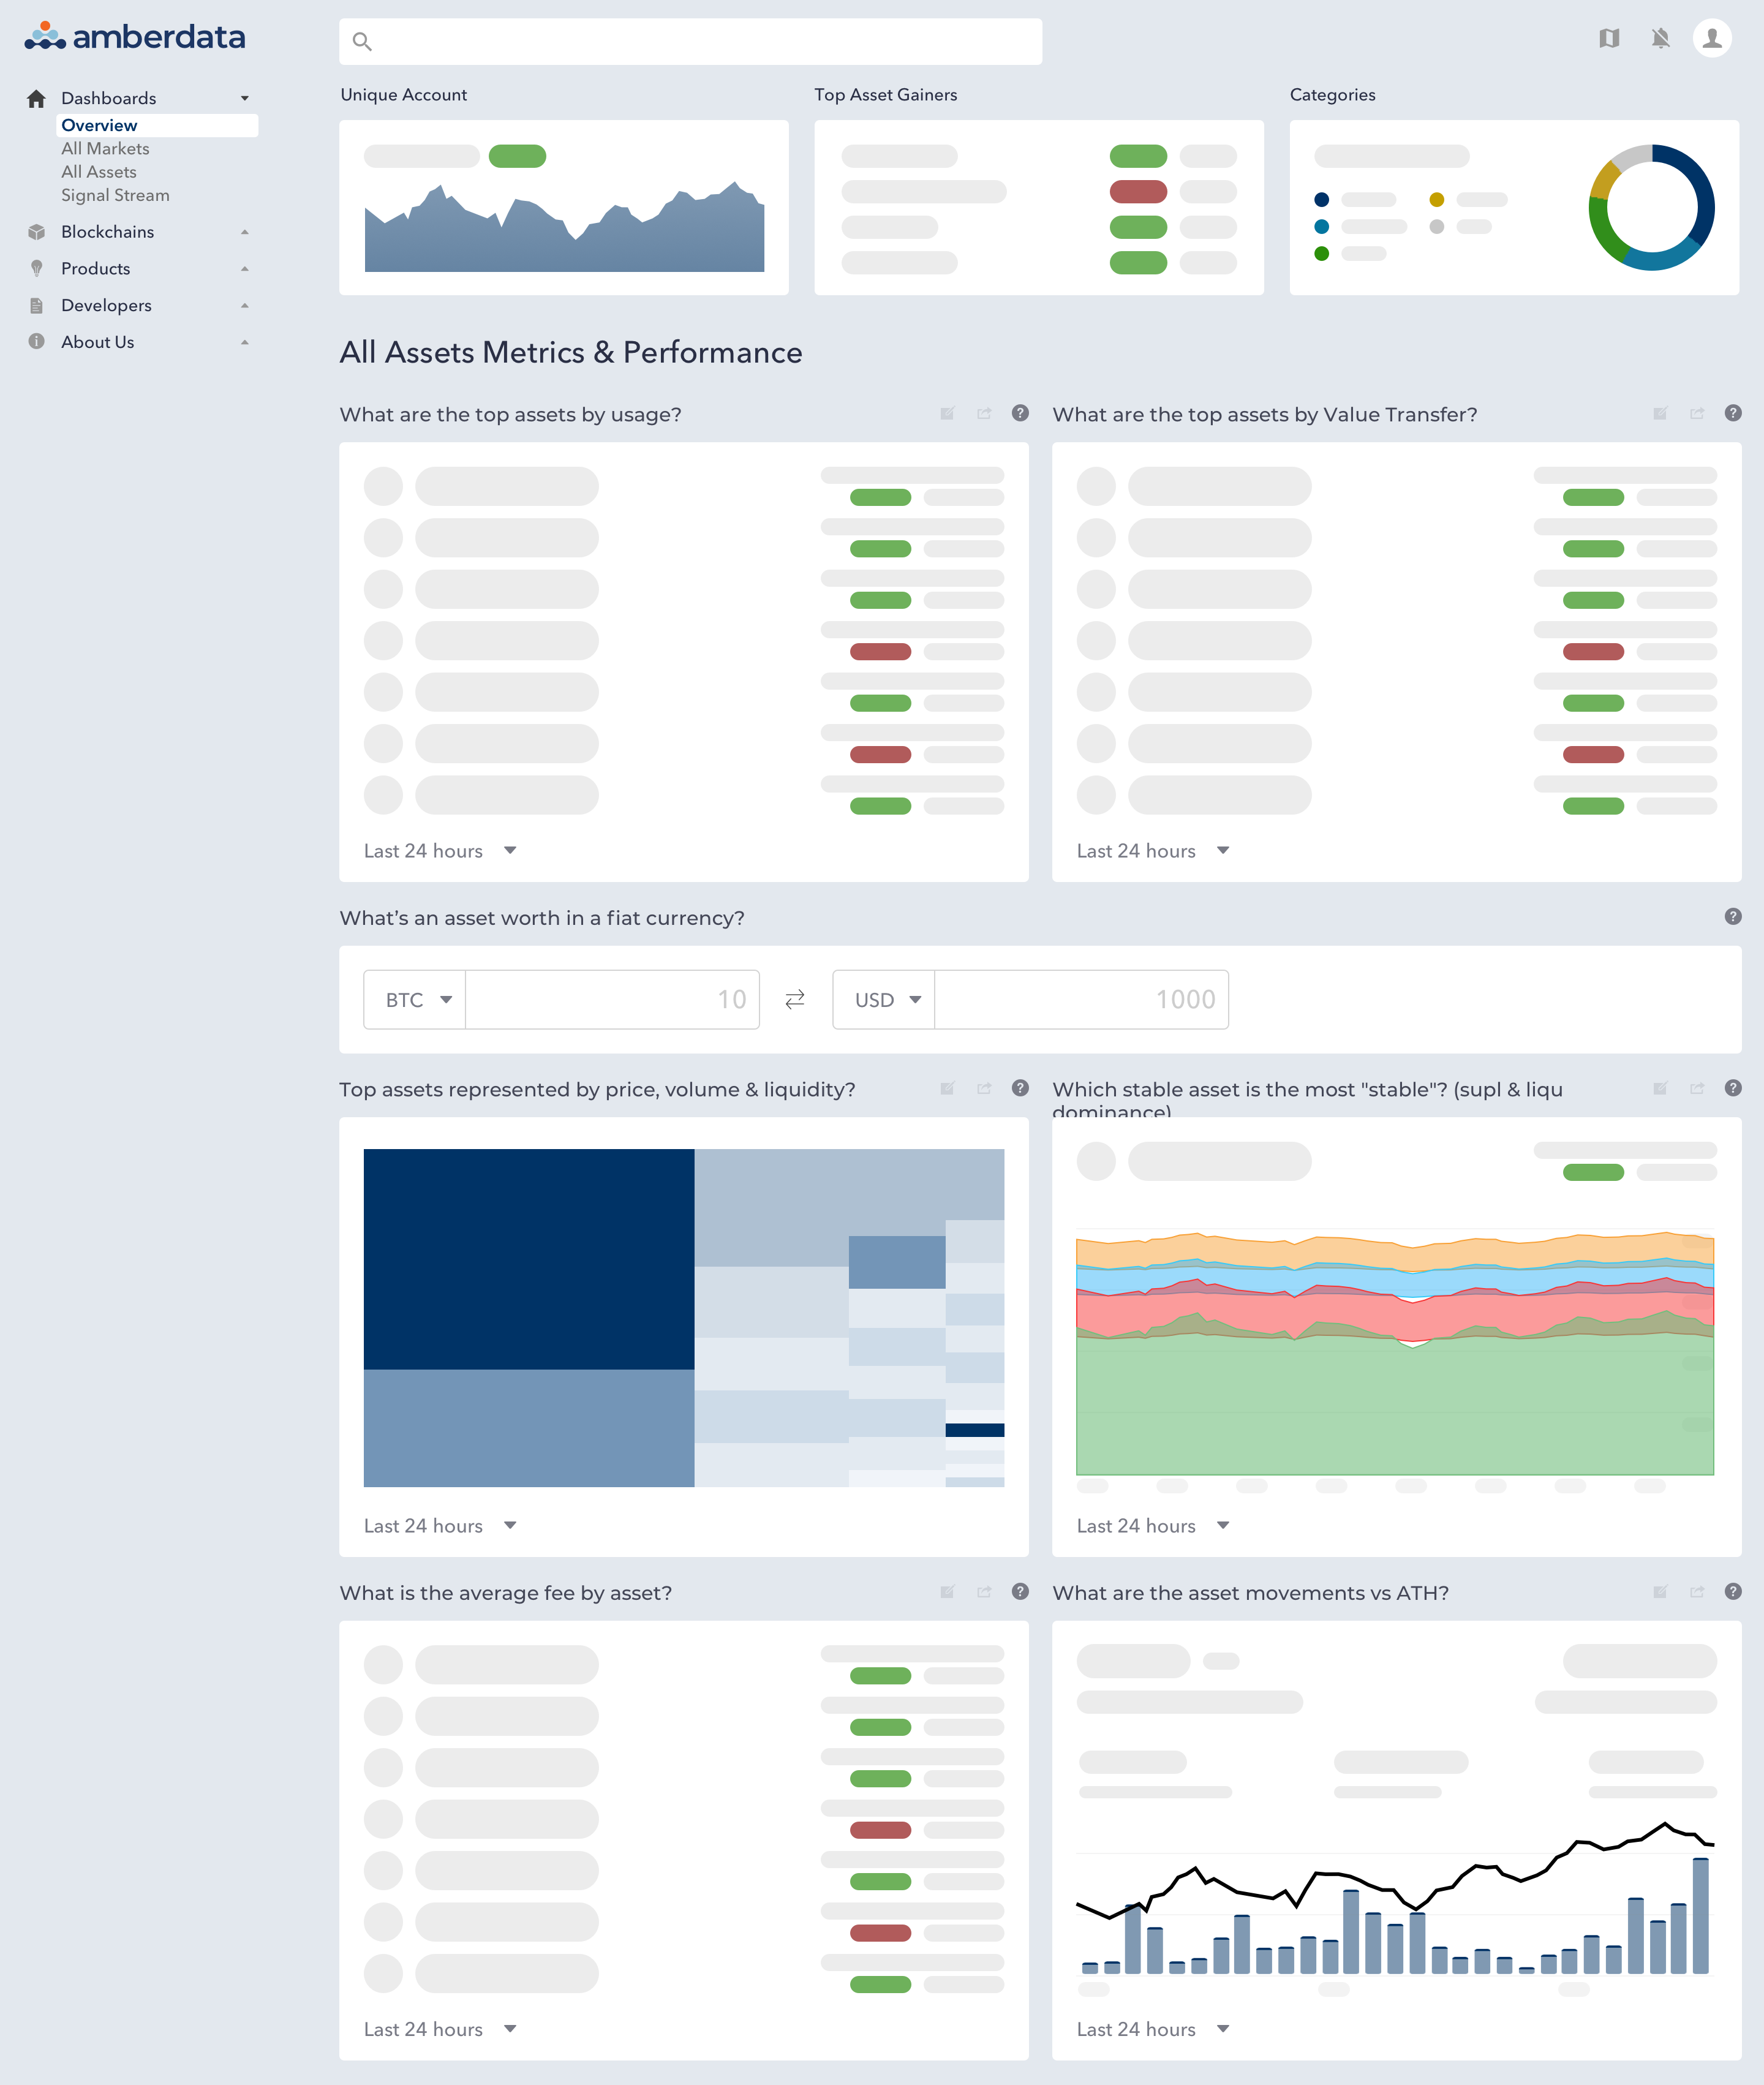 amberdata
Dashboards
Overview
All Markets
All Assets
Signal Stream
Blockchains
Products
Developers
About Us
Unique Account
Top Asset Gainers
Categories
All Assets Metrics & Performance
What are the top assets by usage?
What are the top assets by Value Transfer?
Last 24 hours
Last 24 hours
What’s an asset worth in a fiat currency?
BTC
10
USD
1000
Top assets represented by price, volume & liquidity?
Which stable asset is the most "stable"? (supl & liqu
dominance)
Last 24 hours
Last 24 hours
What is the average fee by asset?
What are the asset movements vs ATH?
Last 24 hours
Last 24 hours